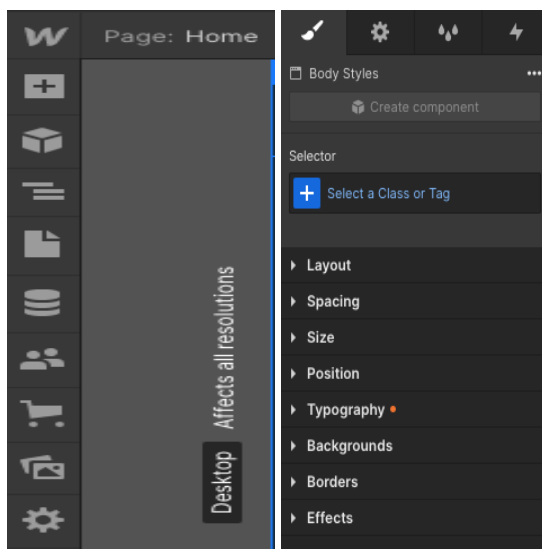 Page: Home
Affects all resolutions
Desktop
Body Styles
Create component
Selector
Select a Class or Tag
Layout
Spacing
Size
Position
Typography
Backgrounds
Borders
Effects